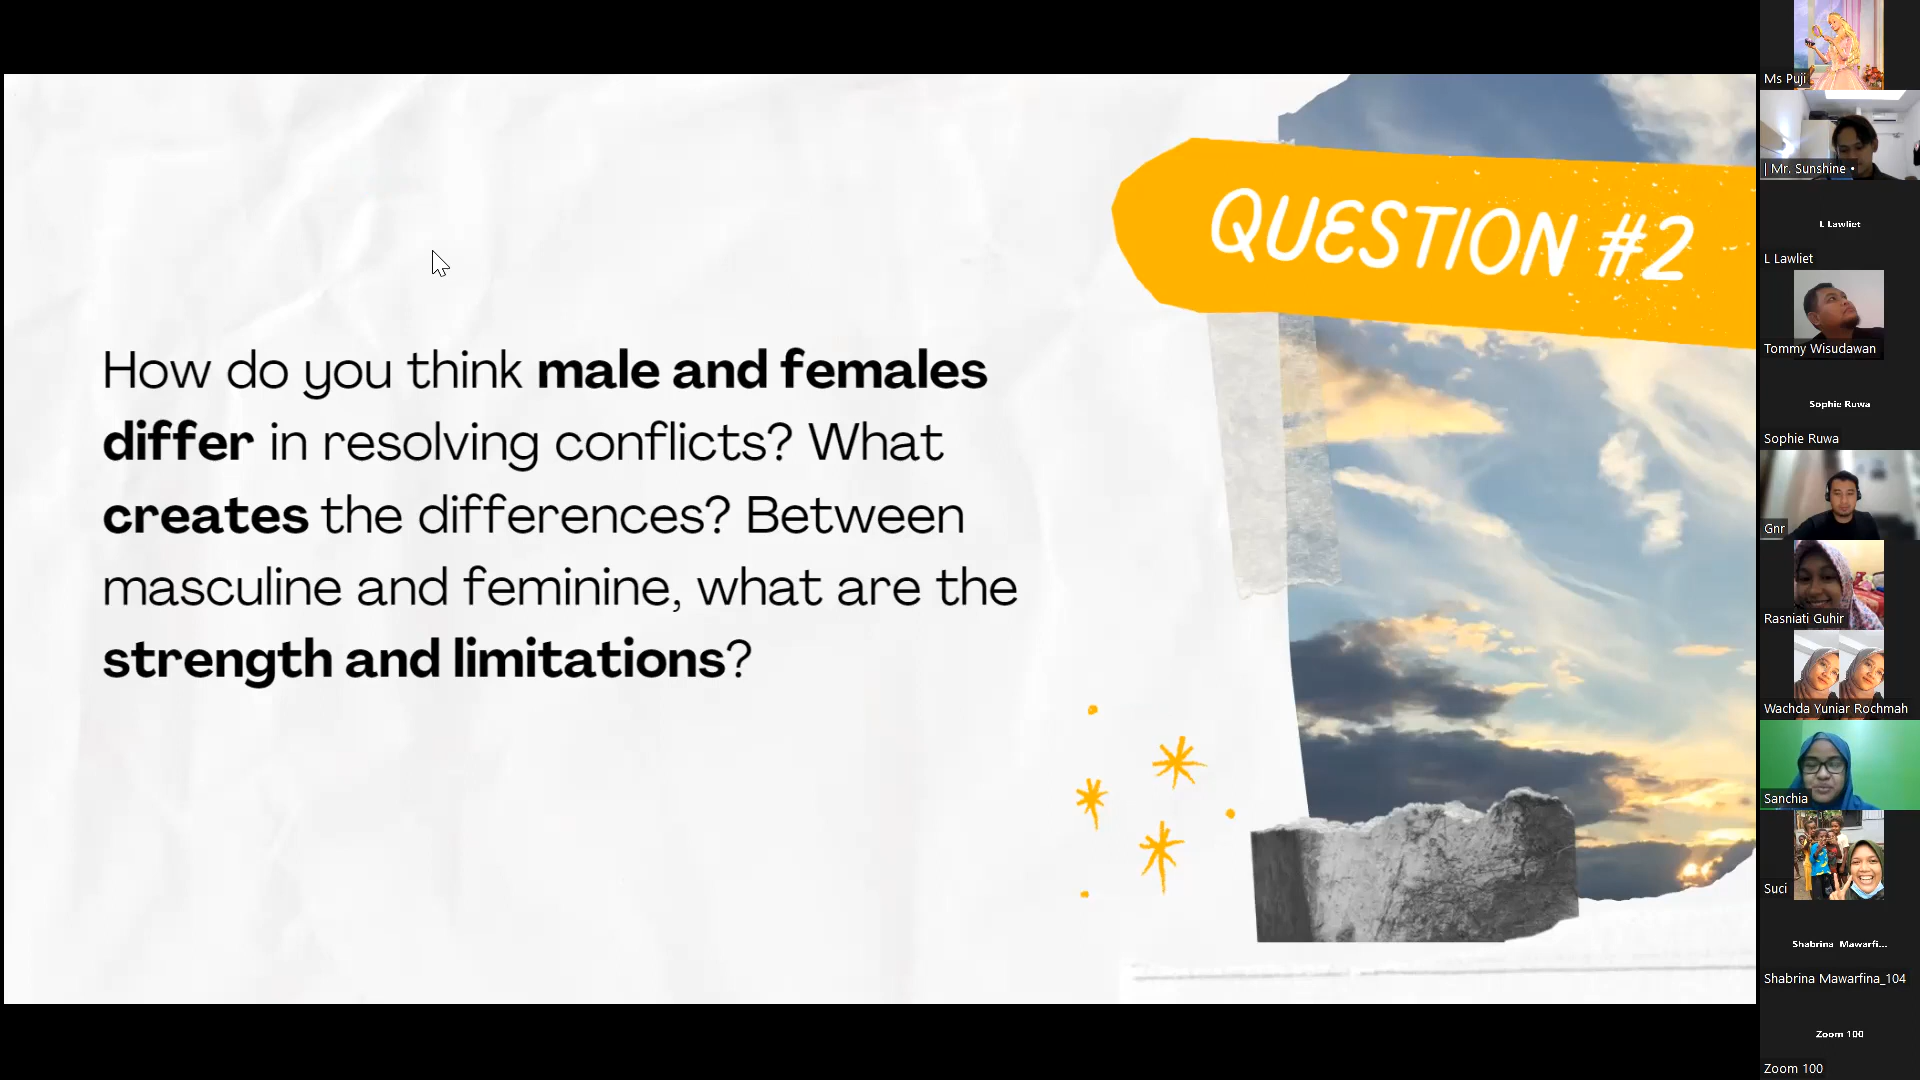 QUESTION #2
How do you think male and females
differ in resolving conflicts? What
creates the differences? Between
masculine and feminine, what are the
strength and limitations?
Ms Puji
| Mr. Sunshine •
L Lawliet
L Lawliet
Tommy Wisudawan
Sophie Ruwa
Sophie Ruwa
Gnr
Rasniati Guhir
Wachda Yuniar Rochmah
Sanchia
Suci
Shabrina Mawarfi...
Shabrina Mawarfina_104
Zoom 100
Zoom 100